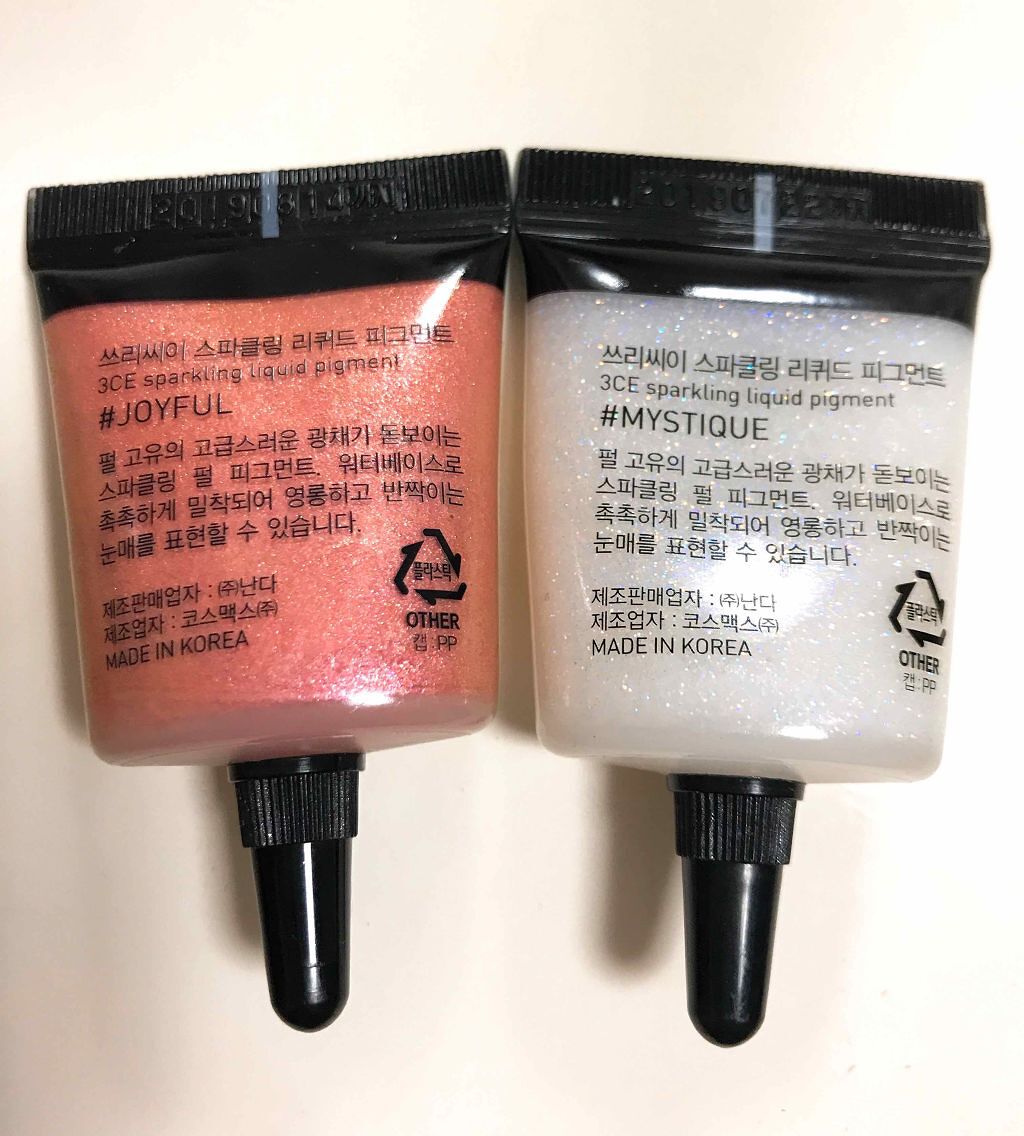 쓰리씨이 스파클링 리퀴드 피그먼트
3CE sparkling liquid pigment
#JOYFUL
펄 고유의 고급스러운 광채가 돋보이는
스파클링 펄 피그먼트. 워터베이스로
촉촉하게 밀착되어 영롱하고 반짝이는
눈매를 표현할 수 있습니다.
제조판매업자 : ㈜난다
제조업자 : 코스맥스㈜
MADE IN KOREA
플라스틱
OTHER
캡:PP
쓰리씨이 스파클링 리퀴드 피그먼트
3CE sparkling liquid pigment
#MYSTIQUE
펄 고유의 고급스러운 광채가 돋보이는
스파클링 펄 피그먼트. 워터베이스로
촉촉하게 밀착되어 영롱하고 반짝이는
눈매를 표현할 수 있습니다.
제조판매업자 : ㈜난다
제조업자 : 코스맥스㈜
MADE IN KOREA
플라스틱
OTHER
캡:PP